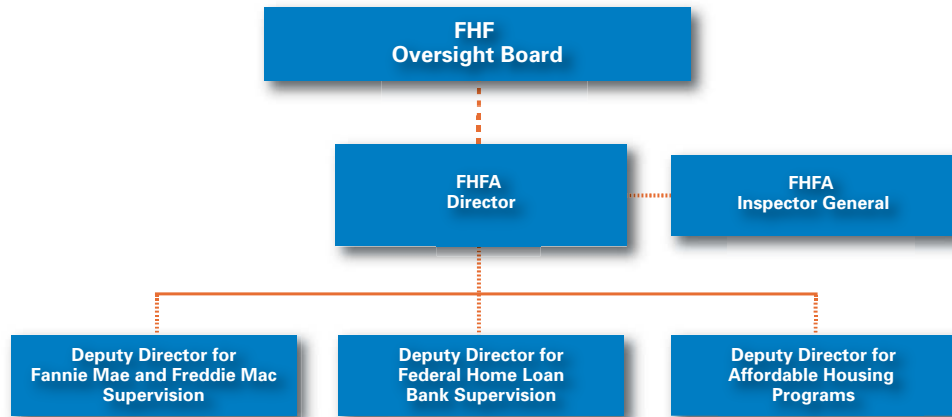 FHF
Oversight Board
FHFA
Director
FHFA
Inspector General
Deputy Director for
Fannie Mae and Freddie Mac
Supervision
Deputy Director for
Federal Home Loan
Bank Supervision
Deputy Director for
Affordable Housing
Programs